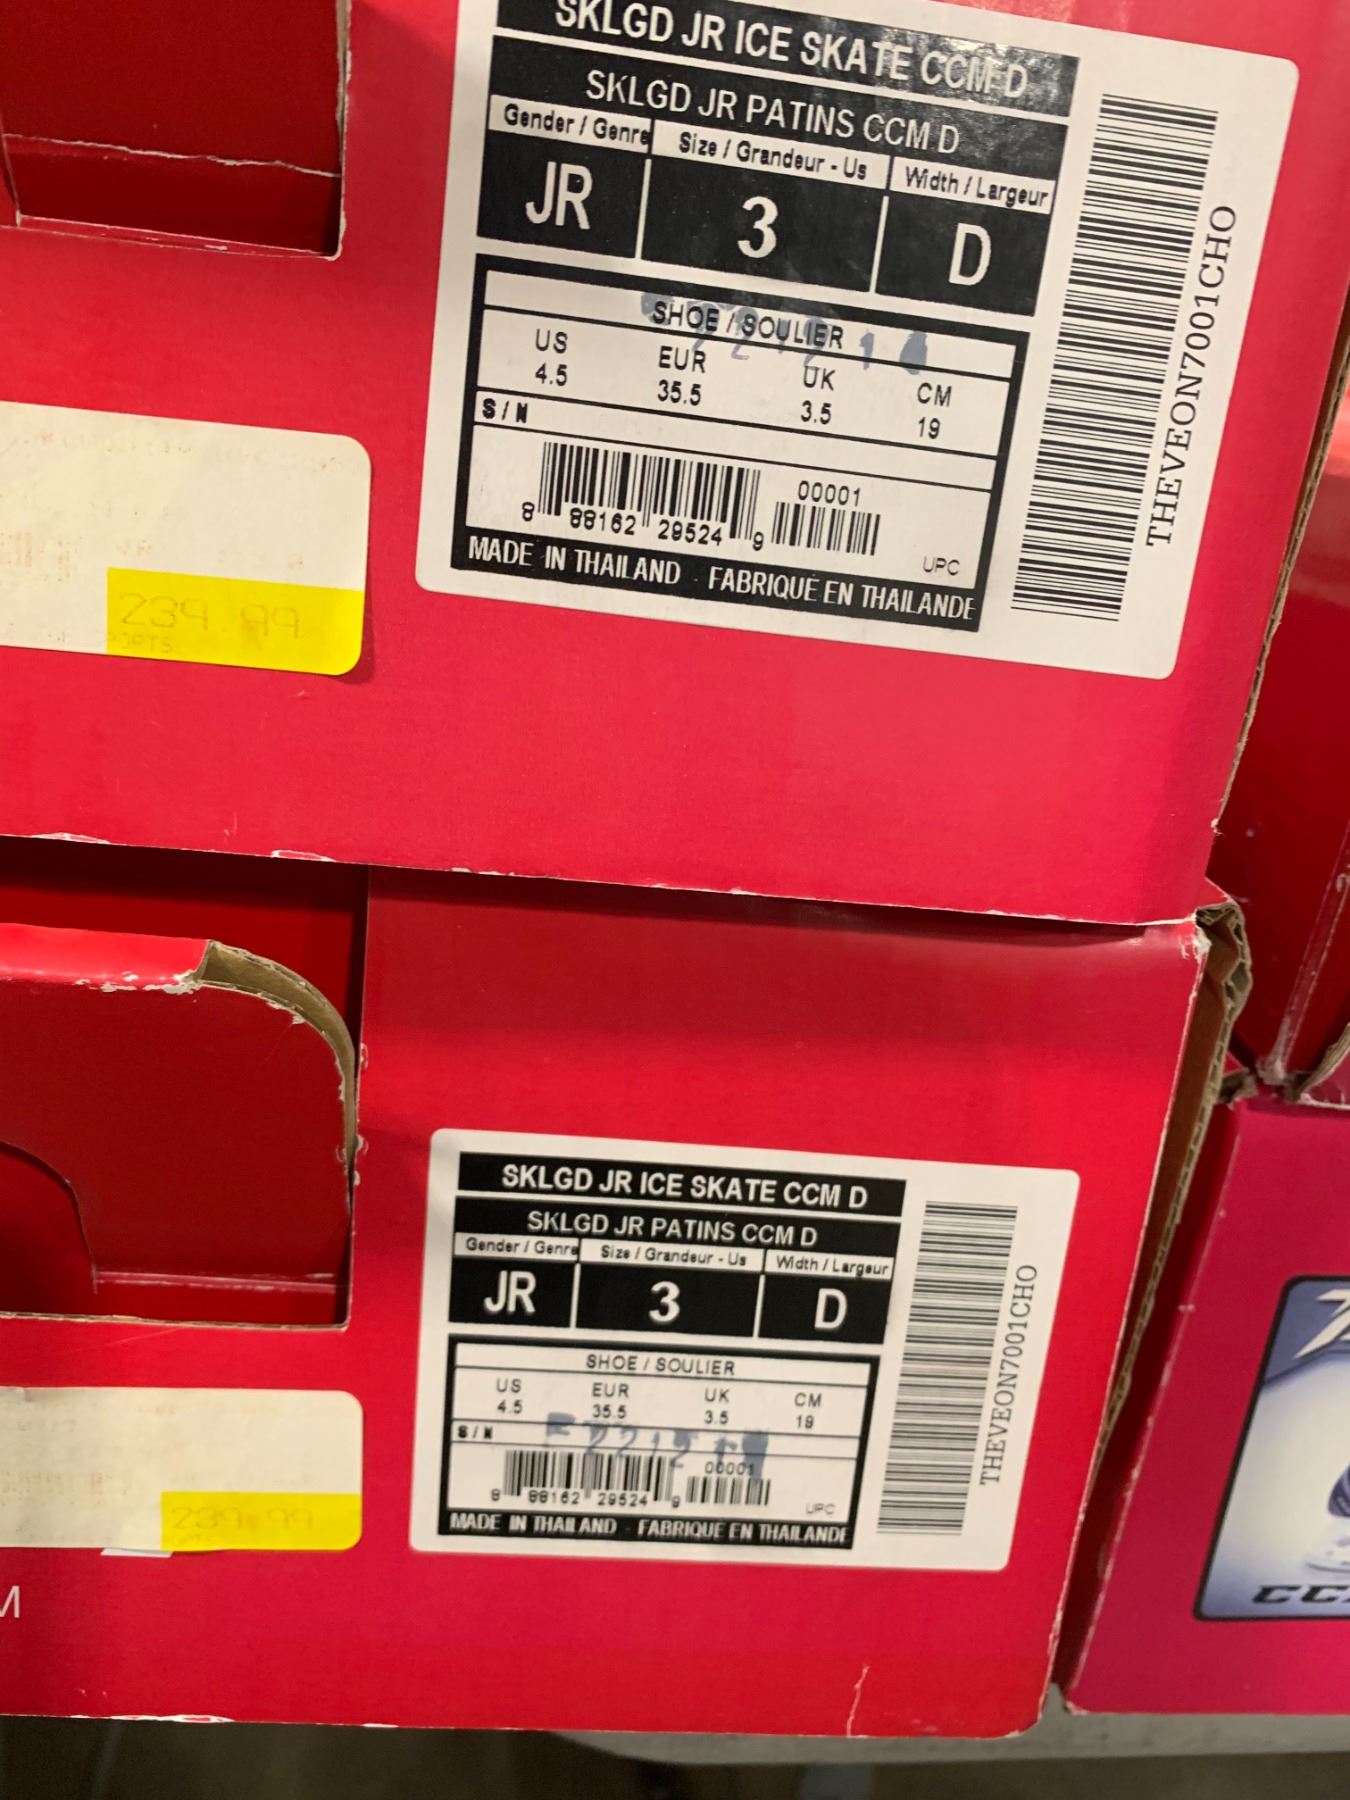 SKLGD JR ICE SKATE CCM D
SKLGD JR PATINS CCM D
Gender / Genre Size / Grandeur - Us Width / Largeur
JR 3 D
SHOE / SOULIER
US EUR UK CM
4.5 35.5 3.5 19
S / N
00001
8 88162 29524 9
UPC
MADE IN THAILAND - FABRIQUÉ EN THAILANDE
THEVEON7001CHO
239.99
SKLGD JR ICE SKATE CCM D
SKLGD JR PATINS CCM D
Gender / Genre Size / Grandeur - Us Width / Largeur
JR 3 D
SHOE / SOULIER
US EUR UK CM
4.5 35.5 3.5 19
S / N
00001
8 88162 29524 9
UPC
MADE IN THAILAND - FABRIQUÉ EN THAILANDE
THEVEON7001CHO
239.99
M